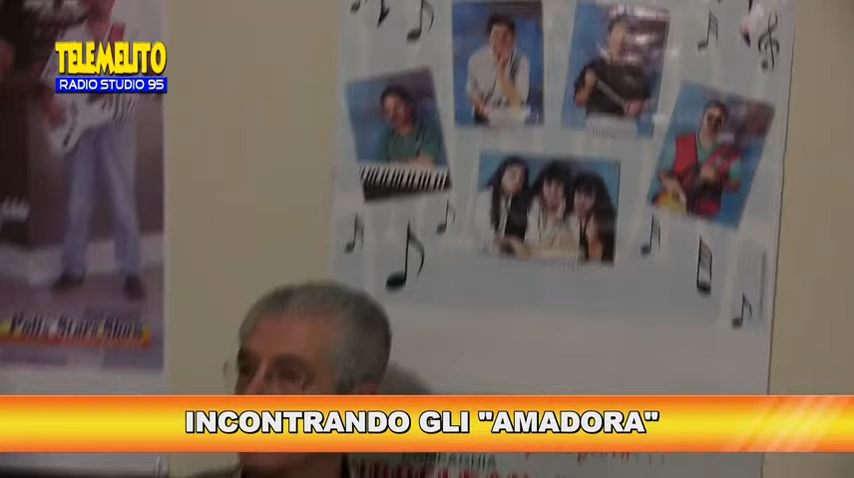 TELEMELITO
RADIO STUDIO 95
INCONTRANDO GLI "AMADORA"